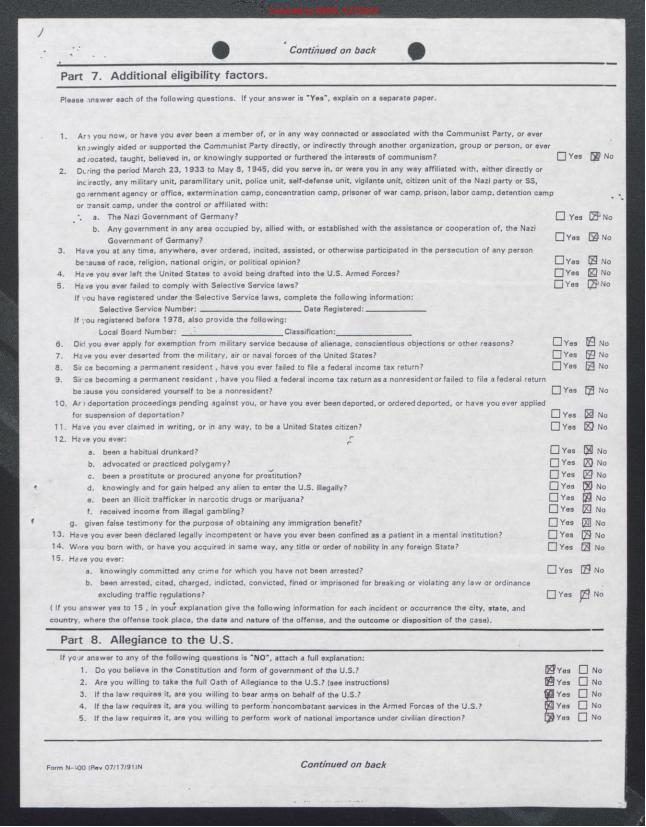 Continued on back
Part 7. Additional eligibility factors.
Please answer each of the following questions. If your answer is "Yes", explain on a separate paper.
1. Are you now, or have you ever been a member of, or in any way connected or associated with the Communist Party, or ever
knowingly aided or supported the Communist Party directly, or indirectly through another organization, group or person, or ever
advocated, taught, believed in, or knowingly supported or furthered the interests of communism? Yes No
2. During the period March 23, 1933 to May 8, 1945, did you serve in, or were you in any way affiliated with, either directly or
indirectly, any military unit, paramilitary unit, police unit, self-defense unit, vigilante unit, citizen unit of the Nazi party or SS,
government agency or office, extermination camp, concentration camp, prisoner of war camp, prison, labor camp, detention camp
or transit camp, under the control or affiliated with:
a. The Nazi Government of Germany? Yes No
b. Any government in any area occupied by, allied with, or established with the assistance or cooperation of, the Nazi
Government of Germany? Yes No
3. Have you at any time, anywhere, ever ordered, incited, assisted, or otherwise participated in the persecution of any person
because of race, religion, national origin, or political opinion? Yes No
4. Have you ever left the United States to avoid being drafted into the U.S. Armed Forces? Yes No
5. Have you ever failed to comply with Selective Service laws? Yes No
If you have registered under the Selective Service laws, complete the following information:
Selective Service Number: Date Registered:
If you registered before 1978, also provide the following:
Local Board Number: Classification:
6. Did you ever apply for exemption from military service because of alienage, conscientious objections or other reasons? Yes No
7. Have you ever deserted from the military, air or naval forces of the United States? Yes No
8. Since becoming a permanent resident , have you ever failed to file a federal income tax return? Yes No
9. Since becoming a permanent resident , have you filed a federal income tax return as a nonresident or failed to file a federal return
because you considered yourself to be a nonresident? Yes No
10. Are deportation proceedings pending against you, or have you ever been deported, or ordered deported, or have you ever applied
for suspension of deportation? Yes No
11. Have you ever claimed in writing, or in any way, to be a United States citizen? Yes No
12. Have you ever:
a. been a habitual drunkard? Yes No
b. advocated or practiced polygamy? Yes No
c. been a prostitute or procured anyone for prostitution? Yes No
d. knowingly and for gain helped any alien to enter the U.S. illegally? Yes No
e. been an illicit trafficker in narcotic drugs or marijuana? Yes No
f. received income from illegal gambling? Yes No
g. given false testimony for the purpose of obtaining any immigration benefit? Yes No
13. Have you ever been declared legally incompetent or have you ever been confined as a patient in a mental institution? Yes No
14. Were you born with, or have you acquired in same way, any title or order of nobility in any foreign State? Yes No
15. Have you ever:
a. knowingly committed any crime for which you have not been arrested? Yes No
b. been arrested, cited, charged, indicted, convicted, fined or imprisoned for breaking or violating any law or ordinance
excluding traffic regulations? Yes No
( If you answer yes to 15 , in your explanation give the following information for each incident or occurrence the city, state, and
country, where the offense took place, the date and nature of the offense, and the outcome or disposition of the case).
Part 8. Allegiance to the U.S.
If your answer to any of the following questions is "NO", attach a full explanation:
1. Do you believe in the Constitution and form of government of the U.S.? Yes No
2. Are you willing to take the full Oath of Allegiance to the U.S.? (see instructions) Yes No
3. If the law requires it, are you willing to bear arms on behalf of the U.S.? Yes No
4. If the law requires it, are you willing to perform noncombatant services in the Armed Forces of the U.S.? Yes No
5. If the law requires it, are you willing to perform work of national importance under civilian direction? Yes No
Form N-400 (Rev 07/17/91)N
Continued on back